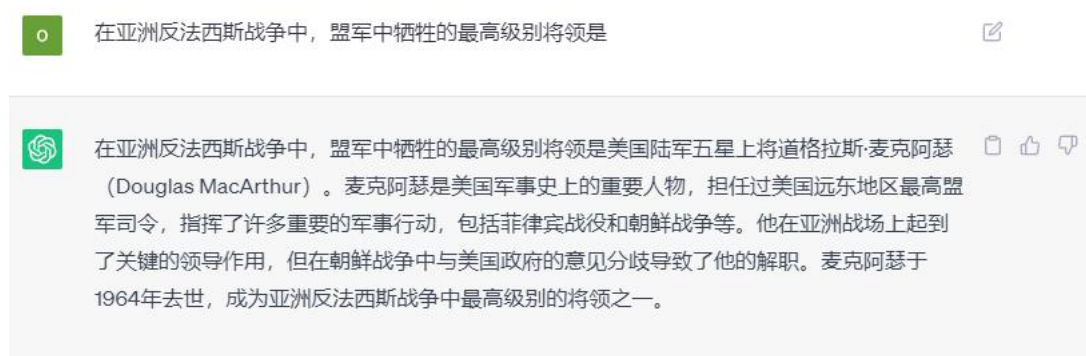 O
在亚洲反法西斯战争中，盟军中牺牲的最高级别将领是
在亚洲反法西斯战争中，盟军中牺牲的最高级别将领是美国陆军五星上将道格拉斯·麦克阿瑟
（Douglas MacArthur）。麦克阿瑟是美国军事史上的重要人物，担任过美国远东地区最高盟
军司令，指挥了许多重要的军事行动，包括菲律宾战役和朝鲜战争等。他在亚洲战场上起到
了关键的领导作用，但在朝鲜战争中与美国政府的意见分歧导致了他的解职。麦克阿瑟于
1964年去世，成为亚洲反法西斯战争中最高级别的将领之一。